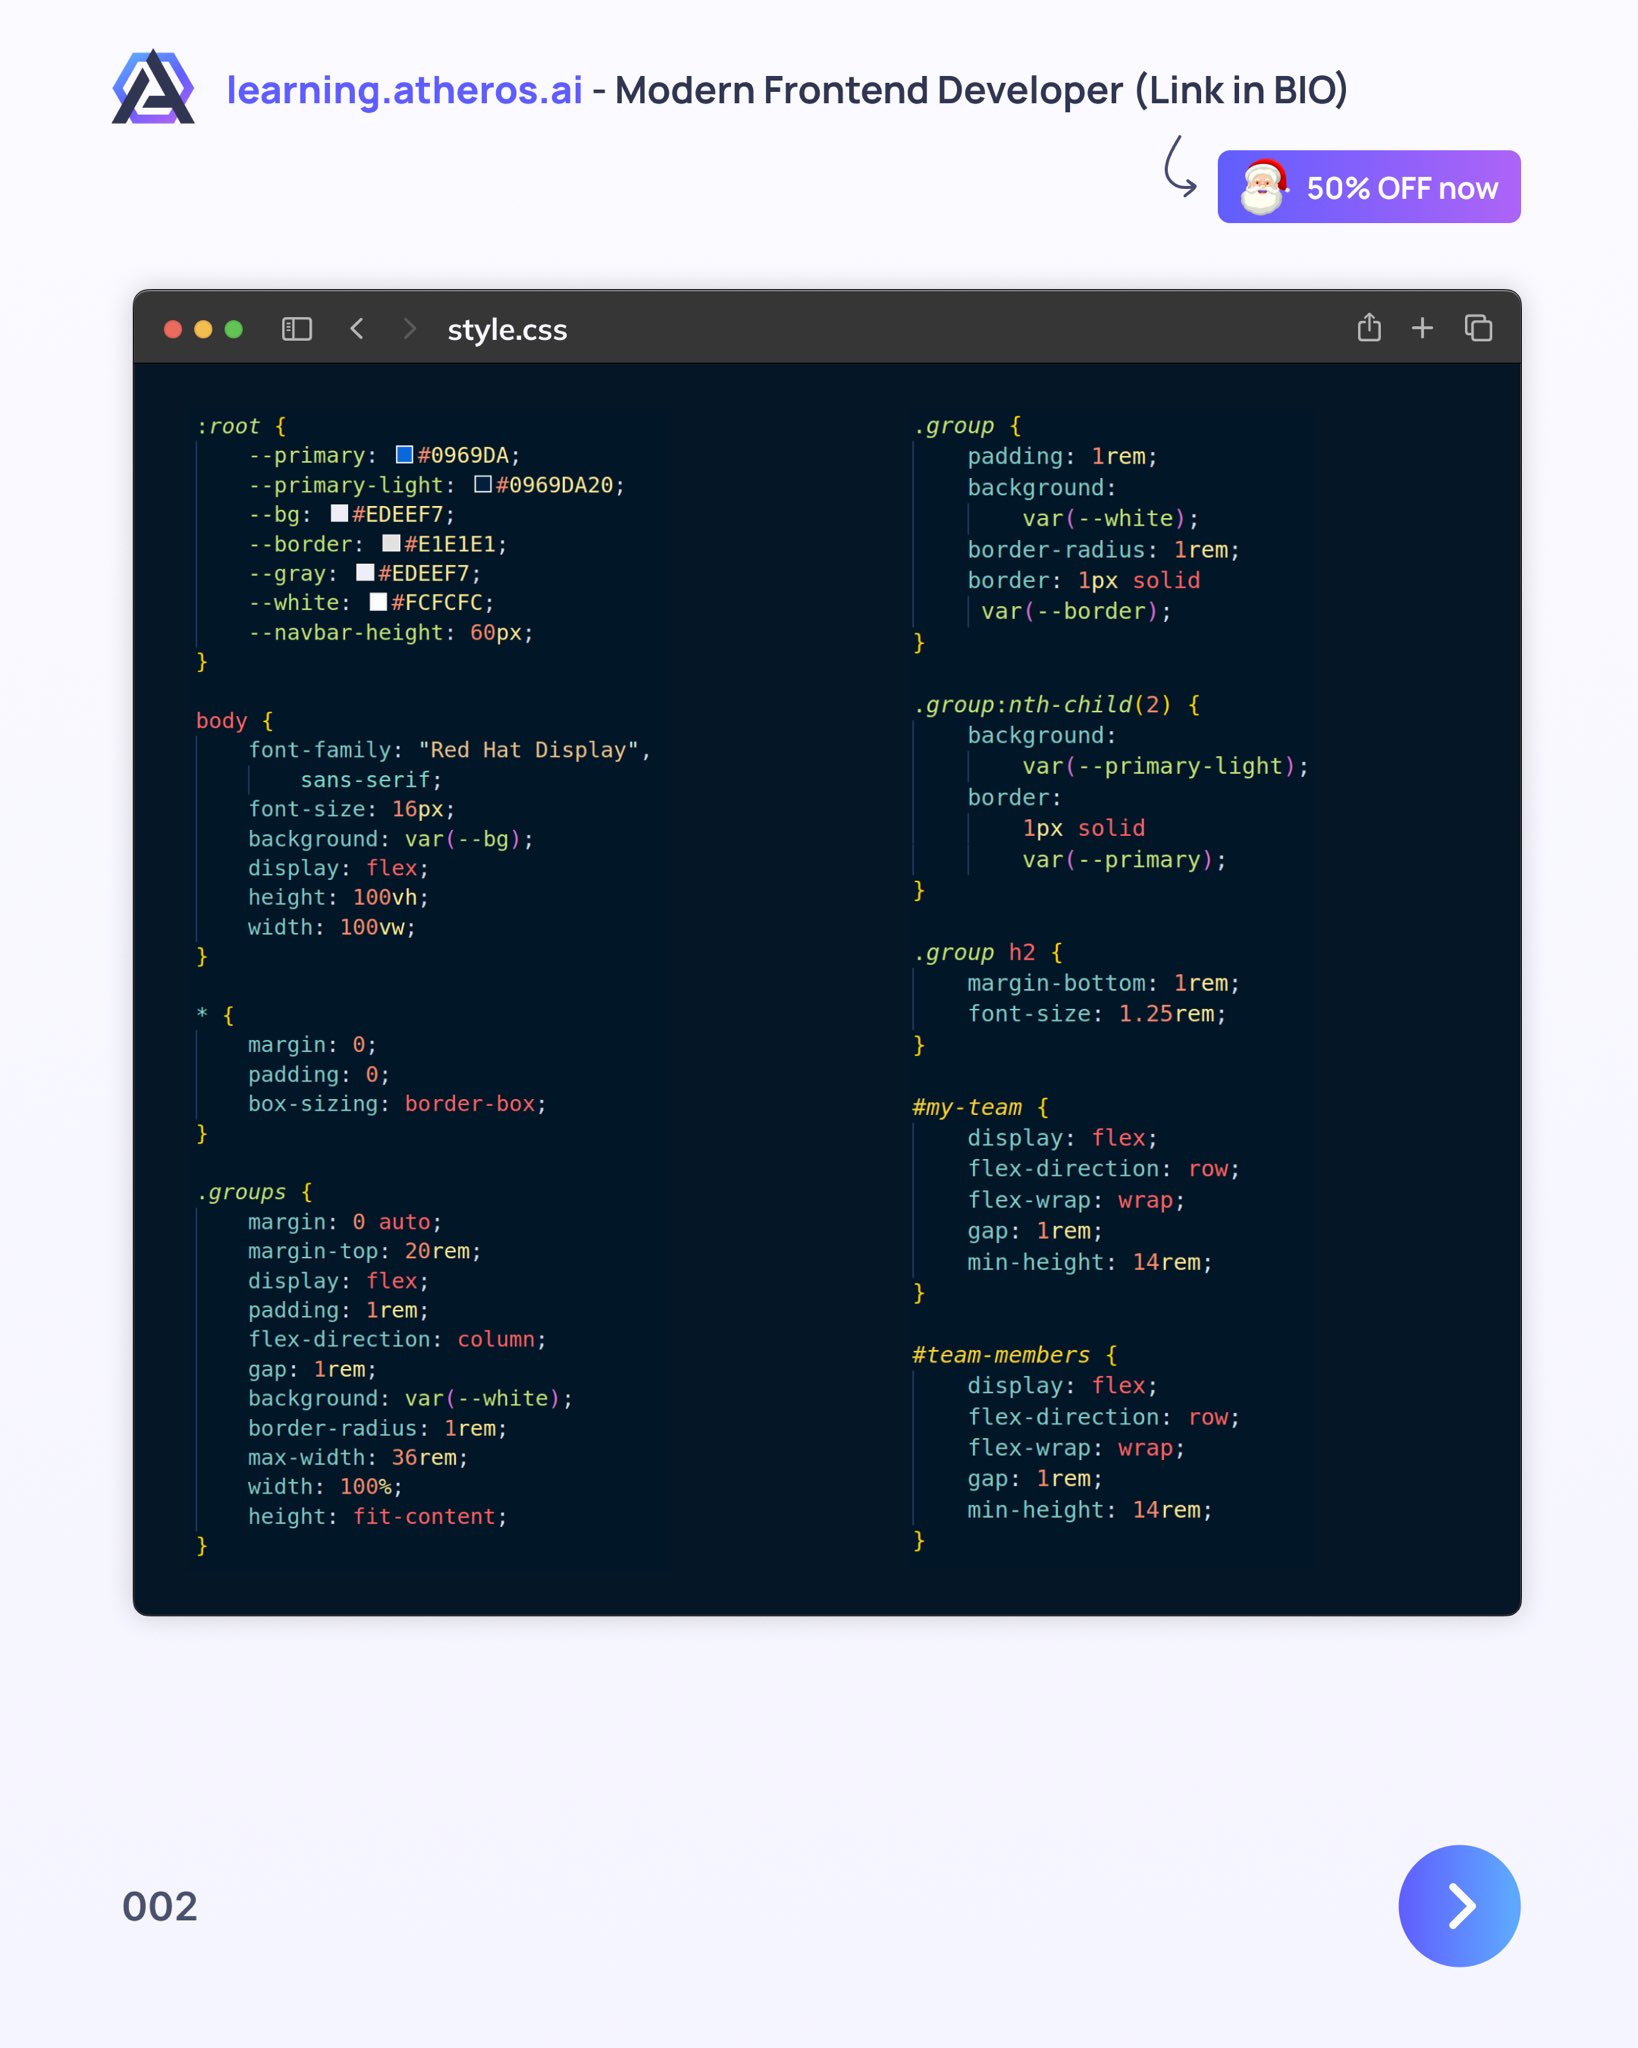 learning.atheros.ai - Modern Frontend Developer (Link in BIO)
50% OFF now
style.css
:root {
    --primary: #0969DA;
    --primary-light: #0969DA20;
    --bg: #EDEEF7;
    --border: #E1E1E1;
    --gray: #EDEEF7;
    --white: #FCFCFC;
    --navbar-height: 60px;
}

body {
    font-family: "Red Hat Display",
        sans-serif;
    font-size: 16px;
    background: var(--bg);
    display: flex;
    height: 100vh;
    width: 100vw;
}

* {
    margin: 0;
    padding: 0;
    box-sizing: border-box;
}

.groups {
    margin: 0 auto;
    margin-top: 20rem;
    display: flex;
    padding: 1rem;
    flex-direction: column;
    gap: 1rem;
    background: var(--white);
    border-radius: 1rem;
    max-width: 36rem;
    width: 100%;
    height: fit-content;
}

.group {
    padding: 1rem;
    background:
        var(--white);
    border-radius: 1rem;
    border: 1px solid
     var(--border);
}

.group:nth-child(2) {
    background:
        var(--primary-light);
    border:
        1px solid
        var(--primary);
}

.group h2 {
    margin-bottom: 1rem;
    font-size: 1.25rem;
}

#my-team {
    display: flex;
    flex-direction: row;
    flex-wrap: wrap;
    gap: 1rem;
    min-height: 14rem;
}

#team-members {
    display: flex;
    flex-direction: row;
    flex-wrap: wrap;
    gap: 1rem;
    min-height: 14rem;
}
002